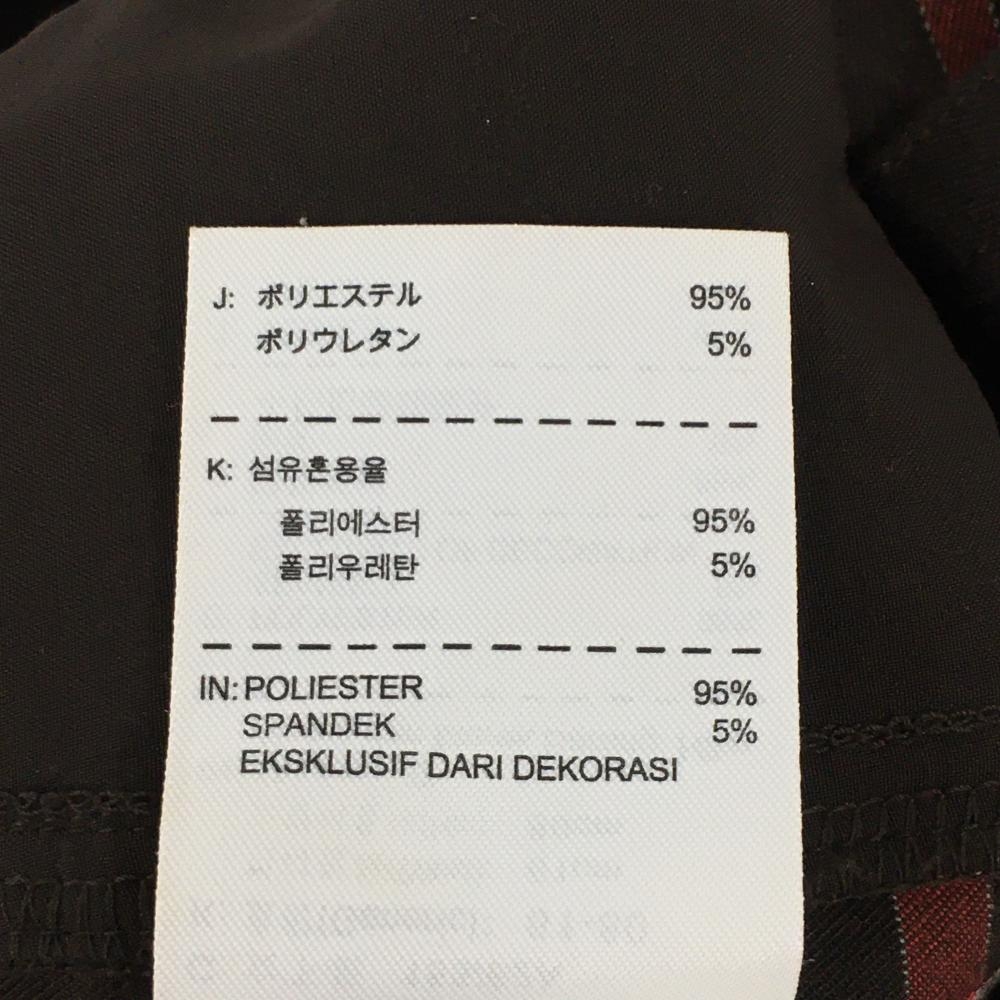 J: ポリエステル 95%
ポリウレタン 5%
K: 섬유혼용율
폴리에스터 95%
폴리우레탄 5%
IN: POLIESTER 95%
SPANDEK 5%
EKSKLUSIF DARI DEKORASI